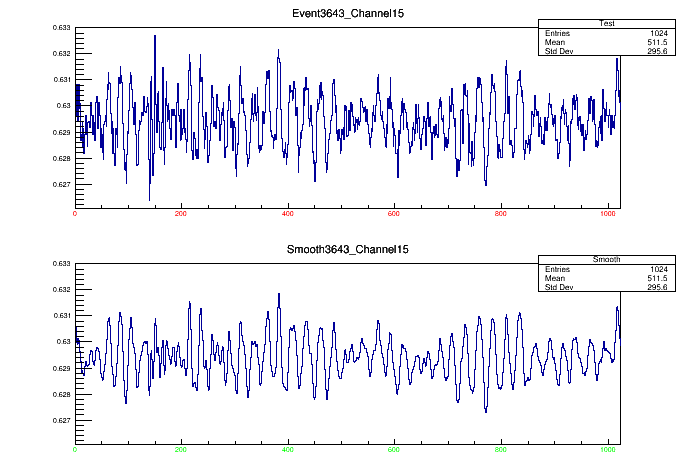 Event3643_Channel15
Test
Entries 1024
Mean 511.5
Std Dev 295.6
0.633
0.632
0.631
0.63
0.629
0.628
0.627
0 200 400 600 800 1000
Smooth3643_Channel15
Smooth
Entries 1024
Mean 511.5
Std Dev 295.6
0.633
0.632
0.631
0.63
0.629
0.628
0.627
0 200 400 600 800 1000